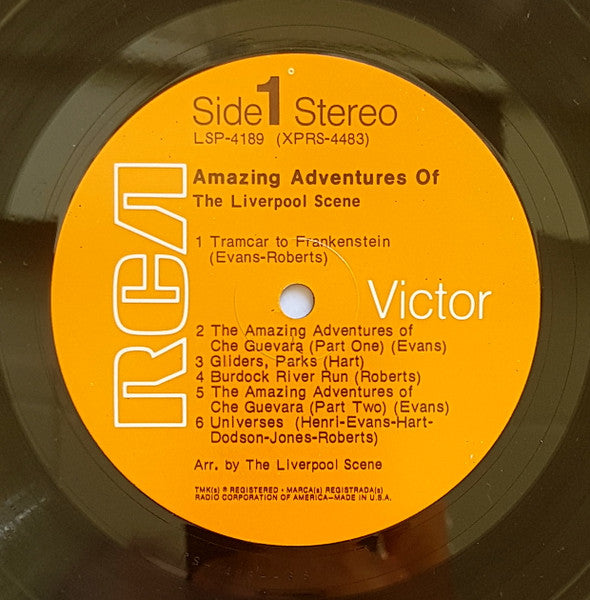 Side 1 Stereo
LSP-4189 (XPRS-4483)
RCA
Amazing Adventures Of
The Liverpool Scene
1 Tramcar to Frankenstein
(Evans-Roberts)
Victor
2 The Amazing Adventures of
Che Guevara (Part One) (Evans)
3 Gliders, Parks (Hart)
4 Burdock River Run (Roberts)
5 The Amazing Adventures of
Che Guevara (Part Two) (Evans)
6 Universes (Henri-Evans-Hart-
Dodson-Jones-Roberts)
Arr. by The Liverpool Scene
TMK(s) ® REGISTERED • MARCA(s) REGISTRADA(s)
RADIO CORPORATION OF AMERICA-MADE IN U.S.A.